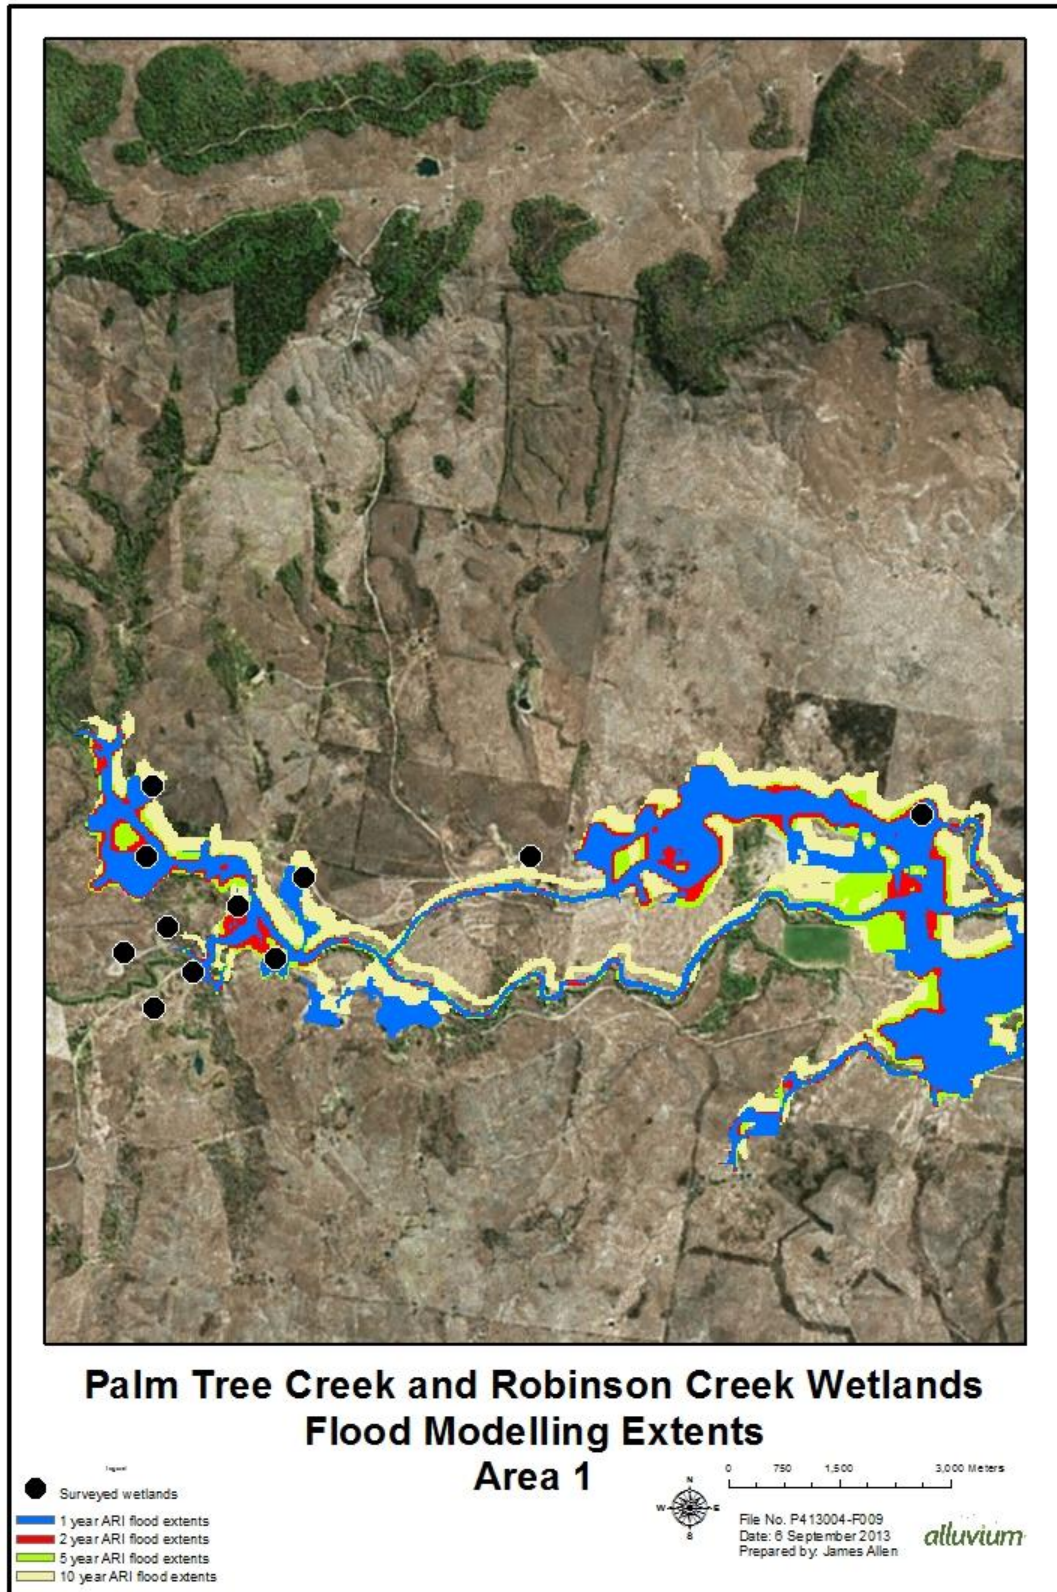 Palm Tree Creek and Robinson Creek Wetlands
Flood Modelling Extents
Area 1
Legend
Surveyed wetlands
1 year ARI flood extents
2 year ARI flood extents
5 year ARI flood extents
10 year ARI flood extents
N
W E
S
0 750 1,500 3,000 Meters
File No. P413004-F009
Date: 6 September 2013
Prepared by: James Allen
alluvium